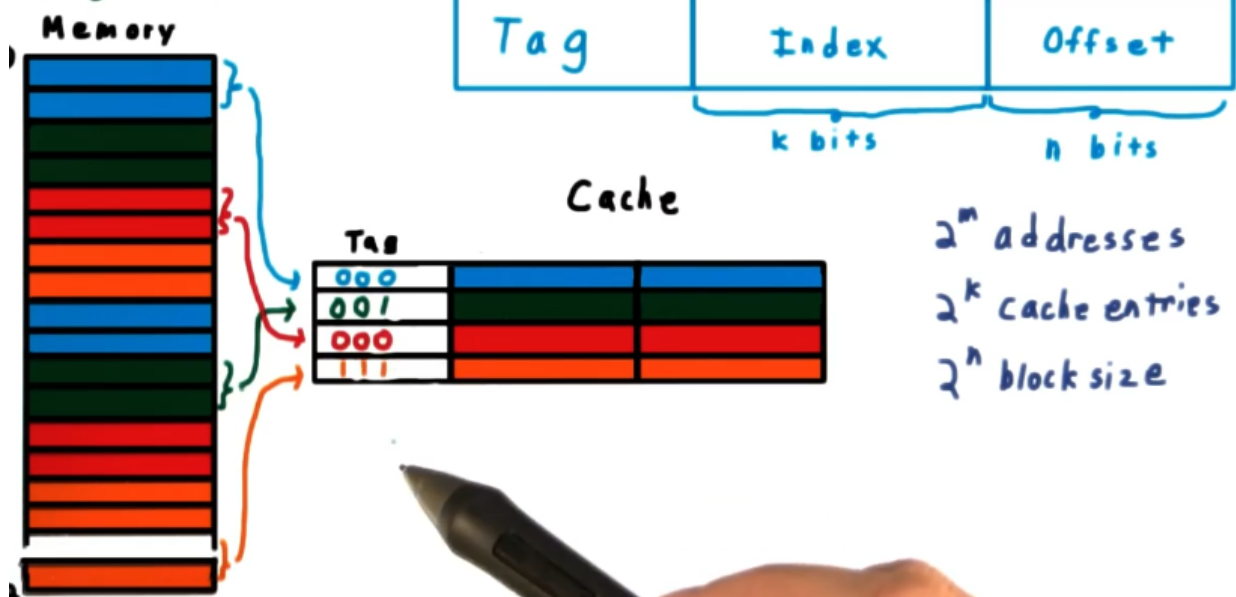 Memory
Tag Index Offset
k bits n bits
Cache
Tag
000
001
000
111
2^m addresses
2^k cache entries
2^n block size